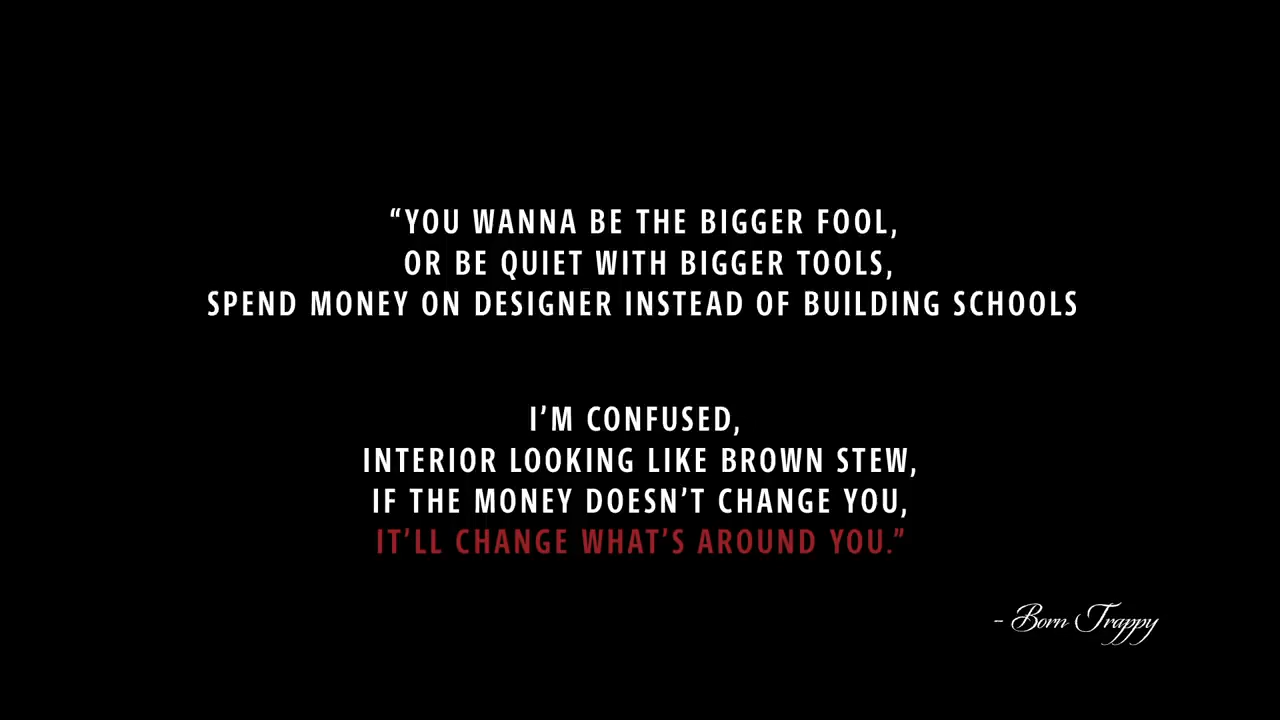 “YOU WANNA BE THE BIGGER FOOL,
OR BE QUIET WITH BIGGER TOOLS,
SPEND MONEY ON DESIGNER INSTEAD OF BUILDING SCHOOLS
I’M CONFUSED,
INTERIOR LOOKING LIKE BROWN STEW,
IF THE MONEY DOESN’T CHANGE YOU,
IT’LL CHANGE WHAT’S AROUND YOU.”
- Born Trappy